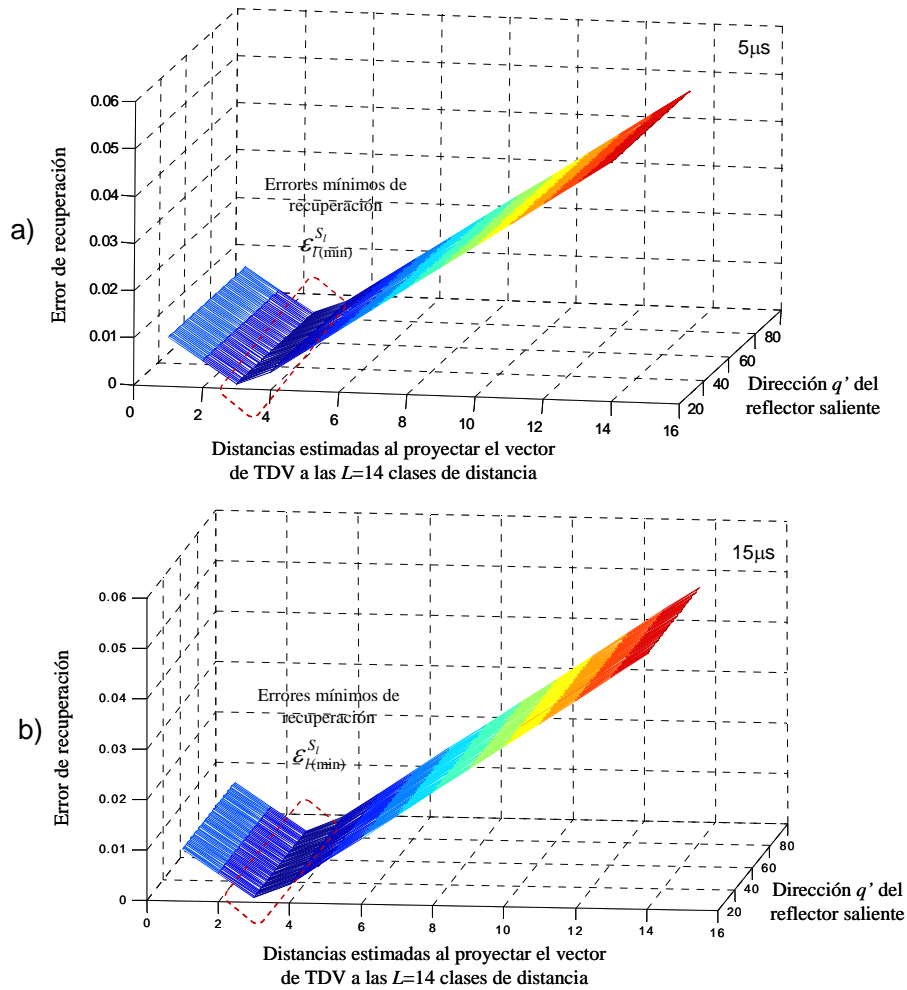 5µs
0.06
0.05
0.04
0.03
0.02
0.01
0
Error de recuperación
a)
Errores mínimos de
recuperación
ε l(min) S l
0 2 4 6 8 10 12 14 16
20 40 60 80
Dirección q’ del
reflector saliente
Distancias estimadas al proyectar el vector
de TDV a las L=14 clases de distancia
15µs
0.06
0.05
0.04
0.03
0.02
0.01
0
Error de recuperación
b)
Errores mínimos de
recuperación
ε l(min) S l
0 2 4 6 8 10 12 14 16
20 40 60 80
Dirección q’ del
reflector saliente
Distancias estimadas al proyectar el vector
de TDV a las L=14 clases de distancia